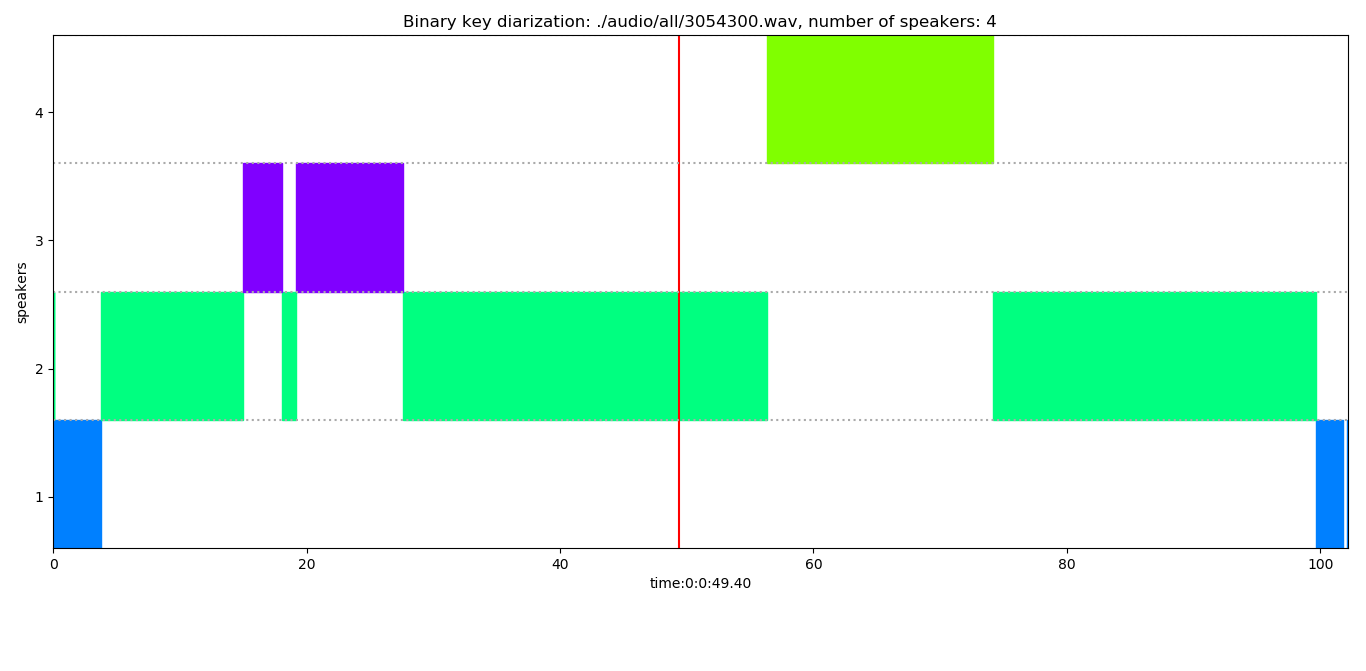 Binary key diarization: ./audio/all/3054300.wav, number of speakers: 4
4
3
speakers
2
1
0 20 40 60 80 100
time:0:0:49.40